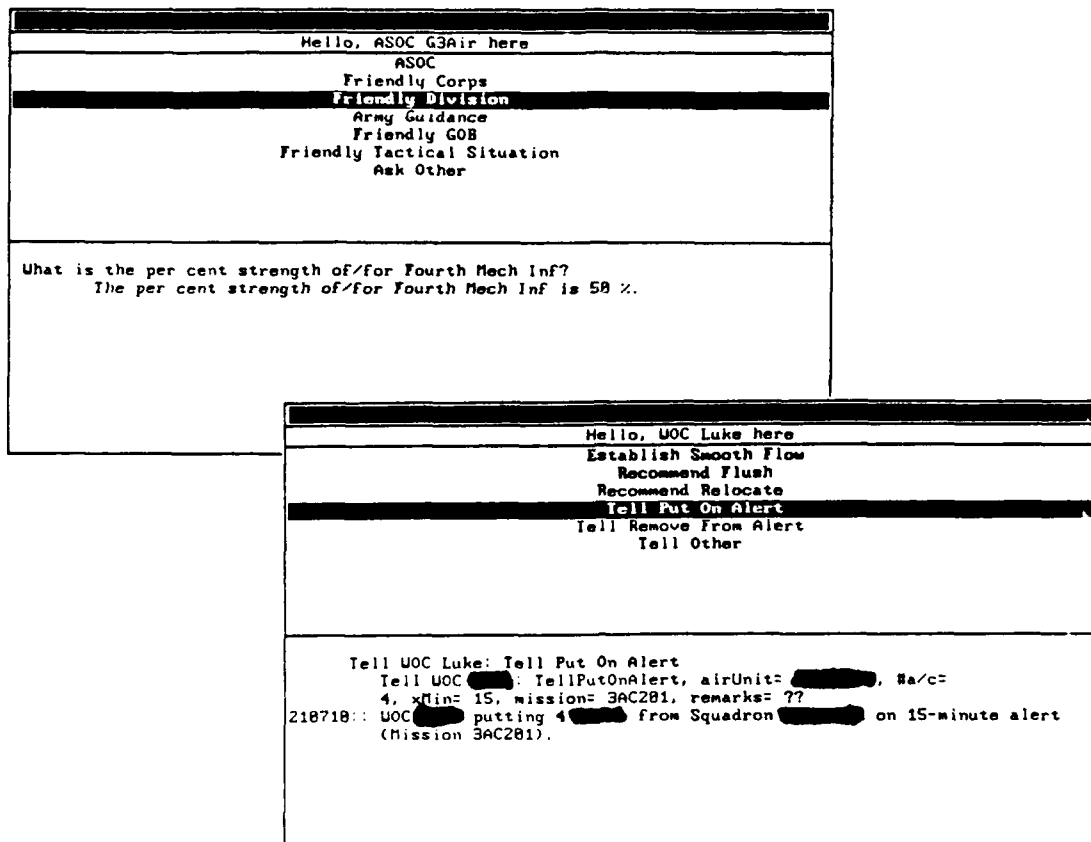 Hello, ASOC G3Air here
ASOC
Friendly Corps
Friendly Division
Army Guidance
Friendly GOB
Friendly Tactical Situation
Ask Other
What is the per cent strength of/for Fourth Mech Inf?
The per cent strength of/for Fourth Mech Inf is 50 %.
Hello, WOC Luke here
Establish Smooth Flow
Recommend Flush
Recommend Relocate
Tell Put On Alert
Tell Remove From Alert
Tell Other
Tell WOC Luke: Tell Put On Alert
Tell WOC : TellPutOnAlert, airUnit= , #a/c=
4, xMin= 15, mission= 3AC201, remarks= ??
210710:: WOC putting 4 from Squadron on 15-minute alert
(Mission 3AC201).